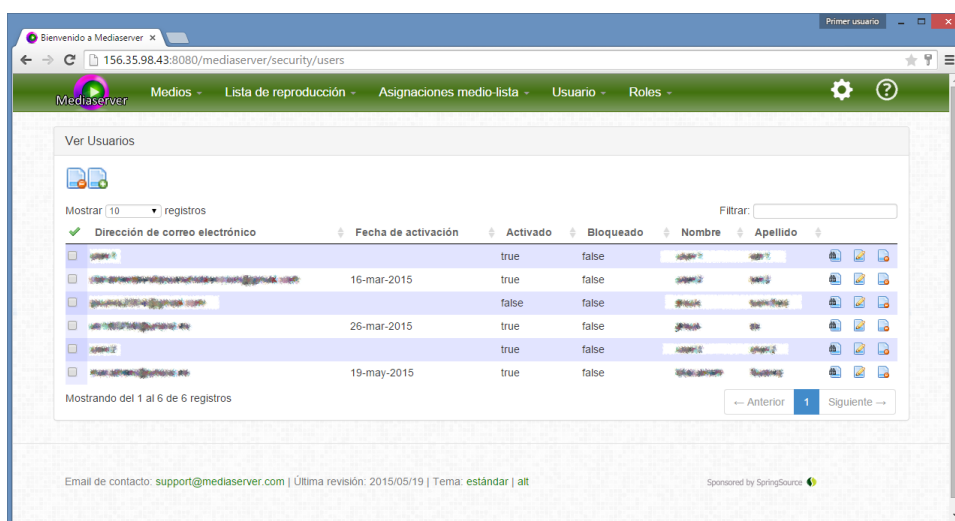 Primer usuario
Bienvenido a Mediaserver
156.35.98.43:8080/mediaserver/security/users
Mediaserver Medios Lista de reproducción Asignaciones medio-lista Usuario Roles
Ver Usuarios
Mostrar 10 registros Filtrar:
Dirección de correo electrónico Fecha de activación Activado Bloqueado Nombre Apellido
true false
16-mar-2015 true false
false false
26-mar-2015 true false
true false
19-may-2015 true false
Mostrando del 1 al 6 de 6 registros
← Anterior 1 Siguiente →
Email de contacto: support@mediaserver.com | Última revisión: 2015/05/19 | Tema: estándar | alt
Sponsored by SpringSource